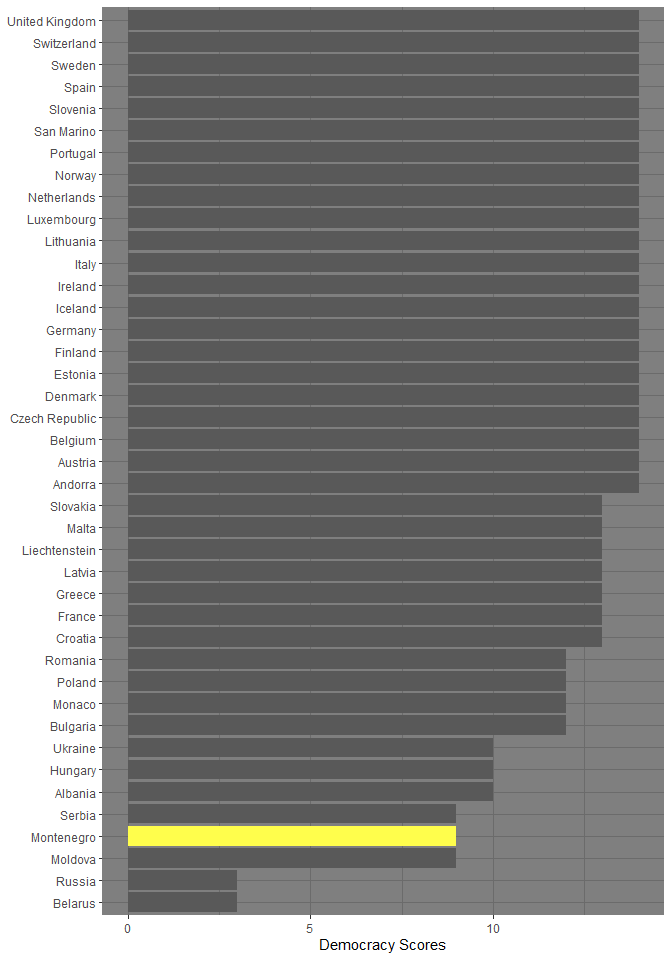 United Kingdom
Switzerland
Sweden
Spain
Slovenia
San Marino
Portugal
Norway
Netherlands
Luxembourg
Lithuania
Italy
Ireland
Iceland
Germany
Finland
Estonia
Denmark
Czech Republic
Belgium
Austria
Andorra
Slovakia
Malta
Liechtenstein
Latvia
Greece
France
Croatia
Romania
Poland
Monaco
Bulgaria
Ukraine
Hungary
Albania
Serbia
Montenegro
Moldova
Russia
Belarus
0 5 10
Democracy Scores